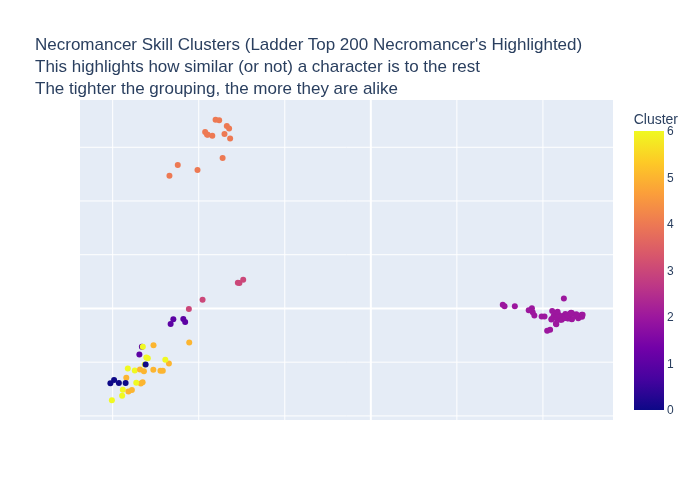 Necromancer Skill Clusters (Ladder Top 200 Necromancer's Highlighted)
This highlights how similar (or not) a character is to the rest
The tighter the grouping, the more they are alike
Cluster
6
5
4
3
2
1
0